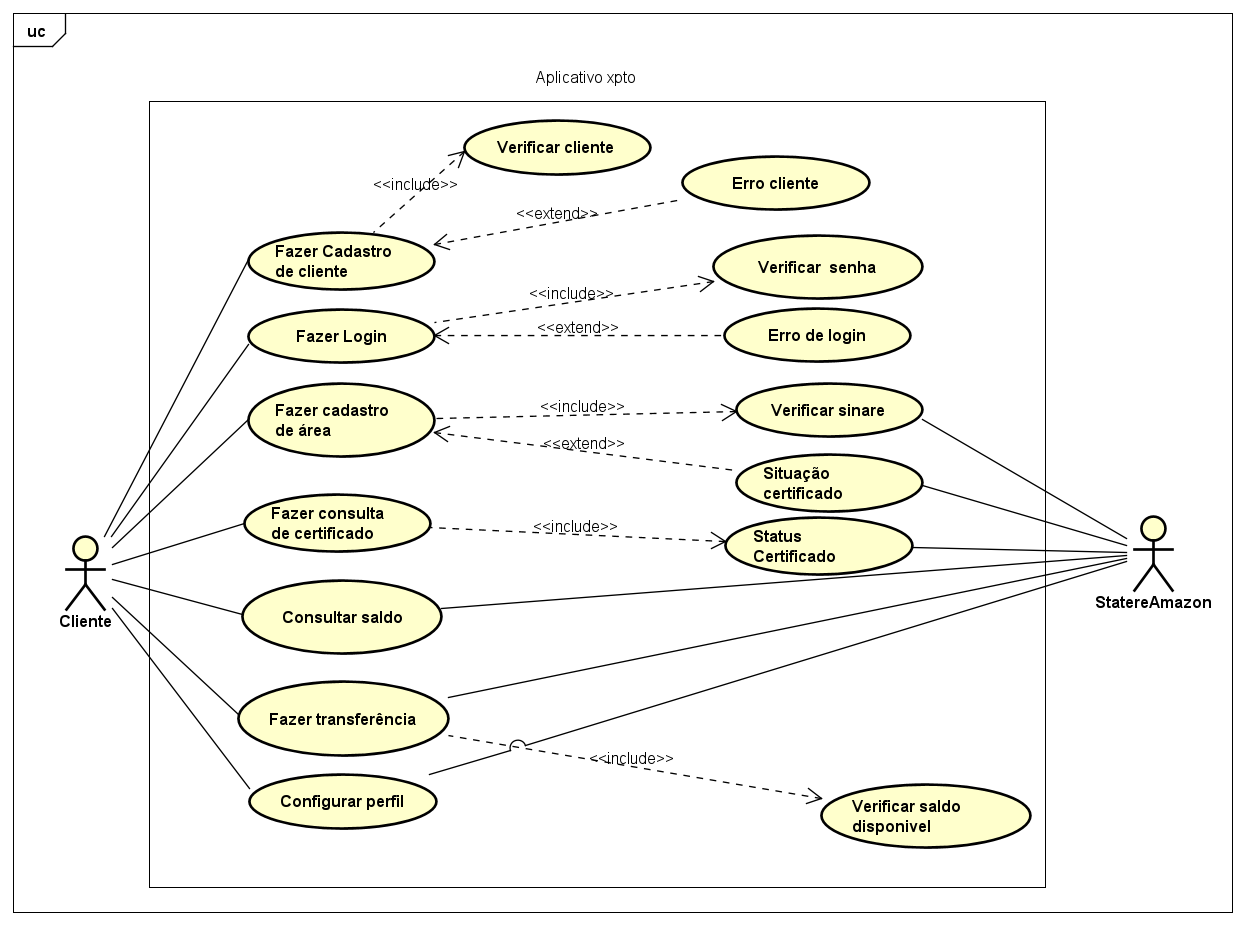 uc
Aplicativo xpto
Verificar cliente
<<include>>
Erro cliente
<<extend>>
Fazer Cadastro
de cliente
Verificar senha
<<include>>
Fazer Login
<<extend>>
Erro de login
Fazer cadastro
de área
<<include>>
Verificar sinare
<<extend>>
Situação
certificado
Fazer consulta
de certificado
<<include>>
Status
Certificado
Cliente
StatereAmazon
Consultar saldo
Fazer transferência
<<include>>
Configurar perfil
Verificar saldo
disponivel